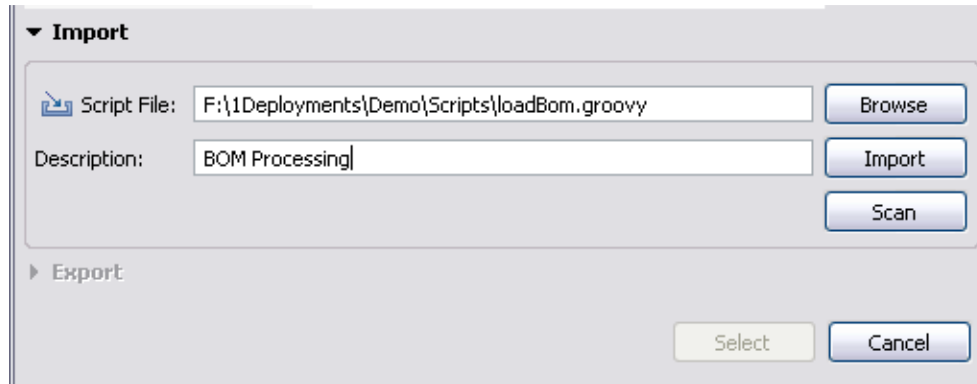 Import
Script File: F:\1Deployments\Demo\Scripts\loadBom.groovy Browse
Description: BOM Processing Import
Scan
Export
Select Cancel